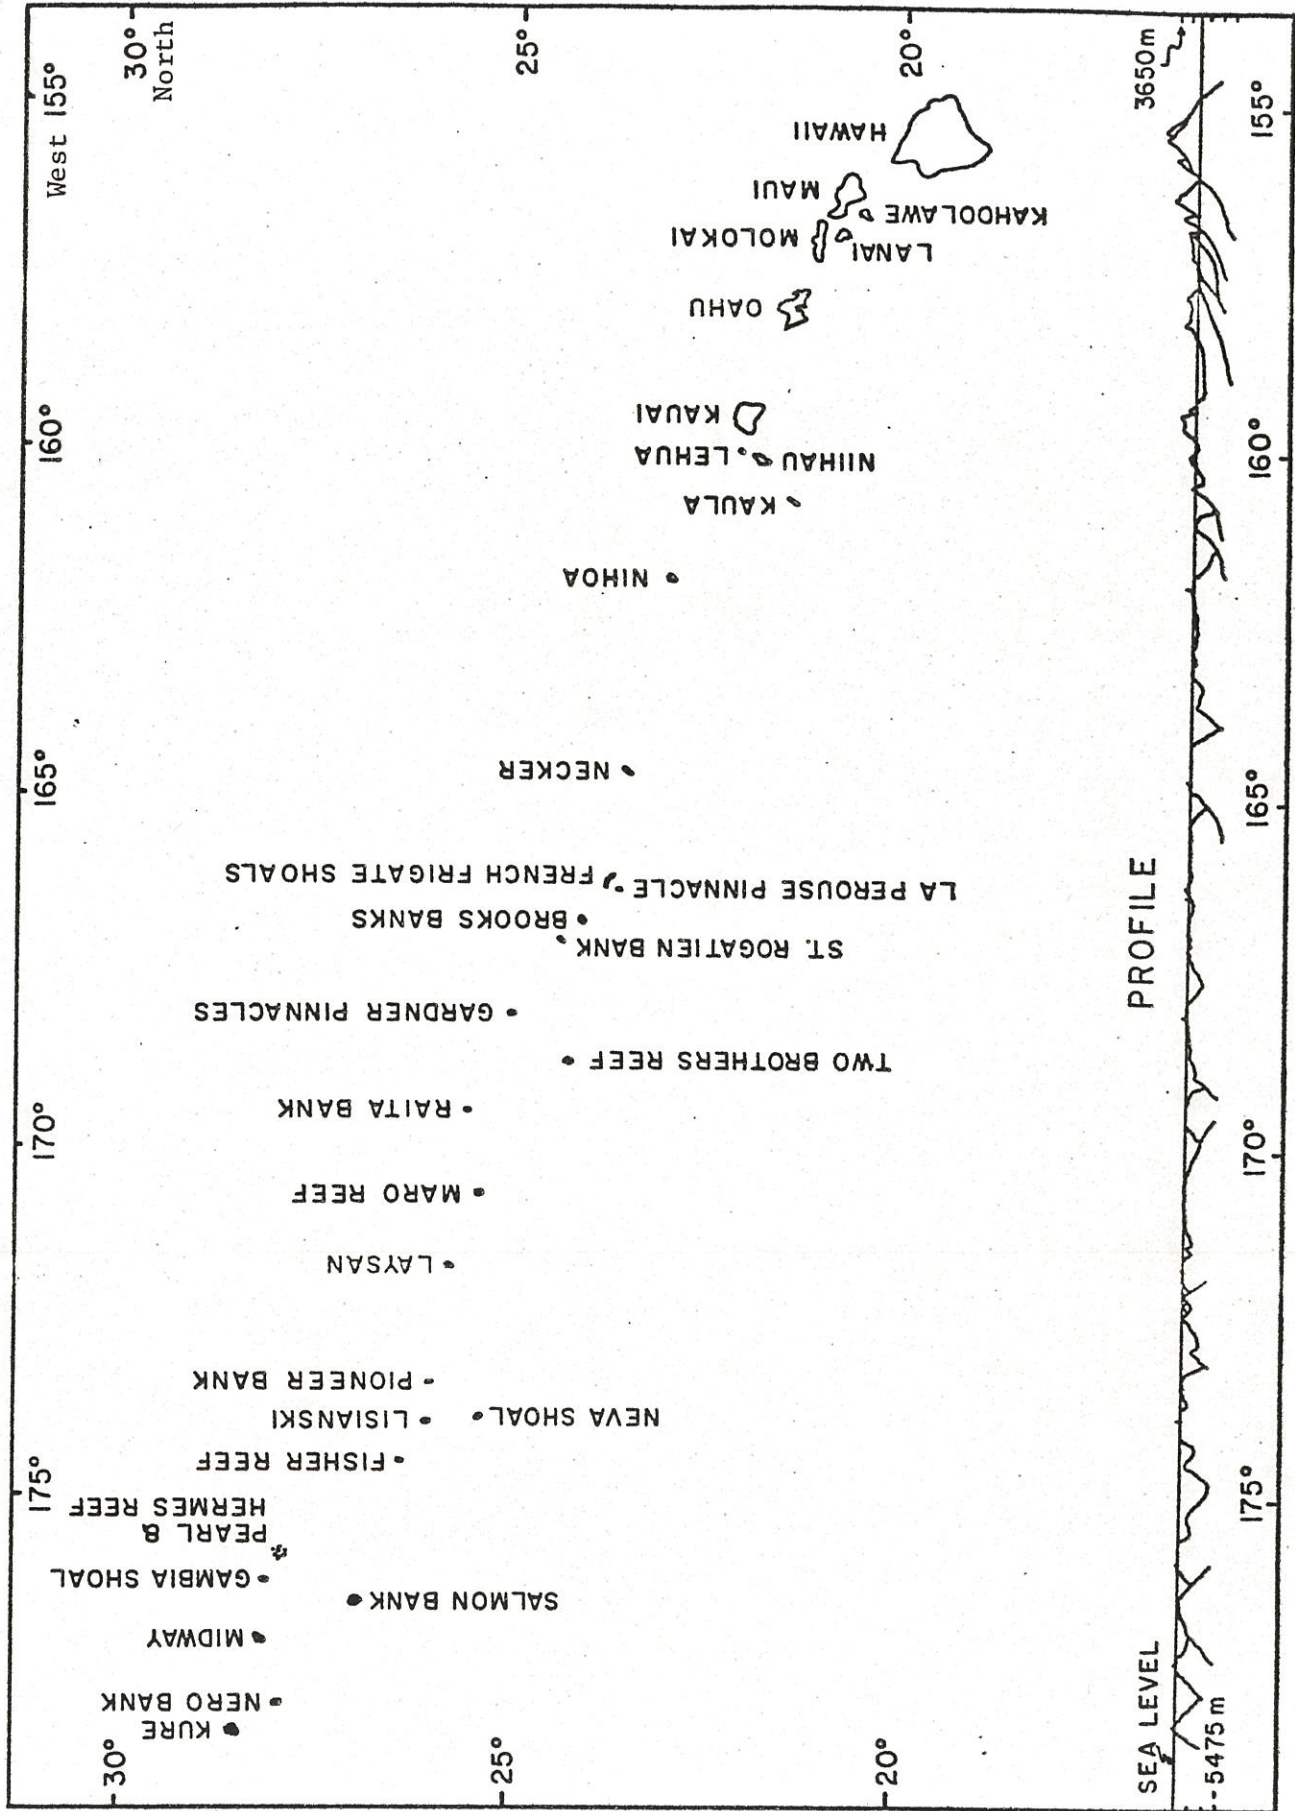 West 155°
160°
165°
170°
175°
30°
North
25°
20°
30°
25°
20°
KURE
NERO BANK
MIDWAY
GAMBIA SHOAL
SALMON BANK
PEARL &
HERMES REEF
FISHER REEF
LISIANSKI
NEVA SHOAL
PIONEER BANK
LAYSAN
MARO REEF
RAITA BANK
TWO BROTHERS REEF
GARDNER PINNACLES
ST. ROGATIEN BANK
BROOKS BANKS
FRENCH FRIGATE SHOALS
LA PEROUSE PINNACLE
NECKER
NIHOA
KAULA
NIIHAU
LEHUA
KAUAI
OAHU
MOLOKAI
LANAI
KAHOOLAWE
MAUI
HAWAII
PROFILE
SEA LEVEL
-5475m
3650m
175°
170°
165°
160°
155°